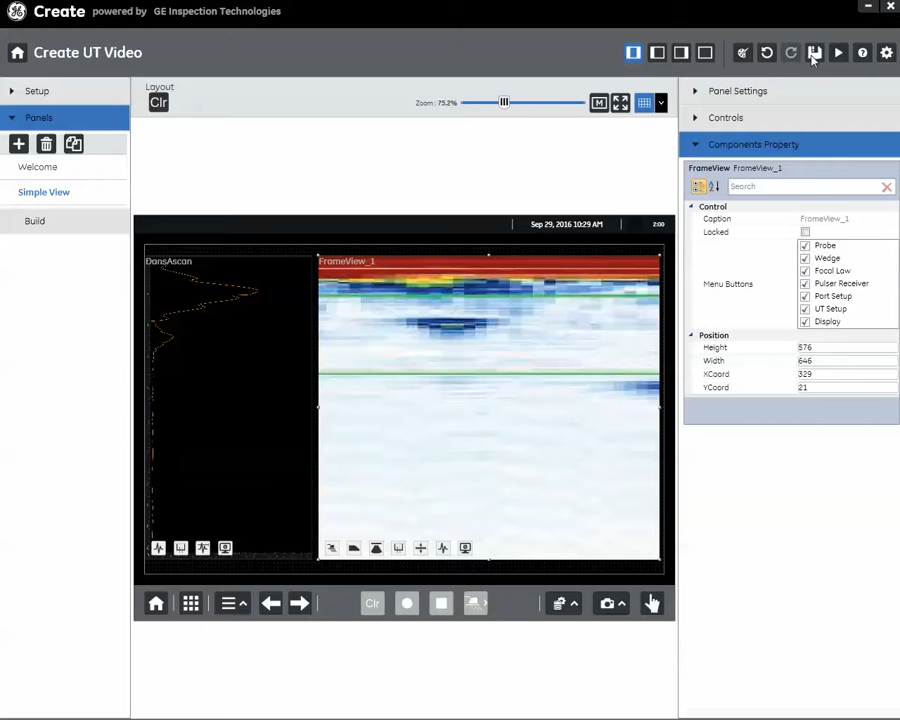 Create powered by GE Inspection Technologies
Create UT Video
Setup
Panels
Welcome
Simple View
Build
Layout
Clr
Zoom : 75.2%
M
Sep 29, 2016 10:29 AM
2:00
DansAscan
FrameView_1
Clr
Panel Settings
Controls
Components Property
FrameView FrameView_1
Search
Control
Caption FrameView_1
Locked
Menu Buttons
Probe
Wedge
Focal Law
Pulser Receiver
Part Setup
UT Setup
Display
Position
Height 576
Width 646
XCoord 329
YCoord 21